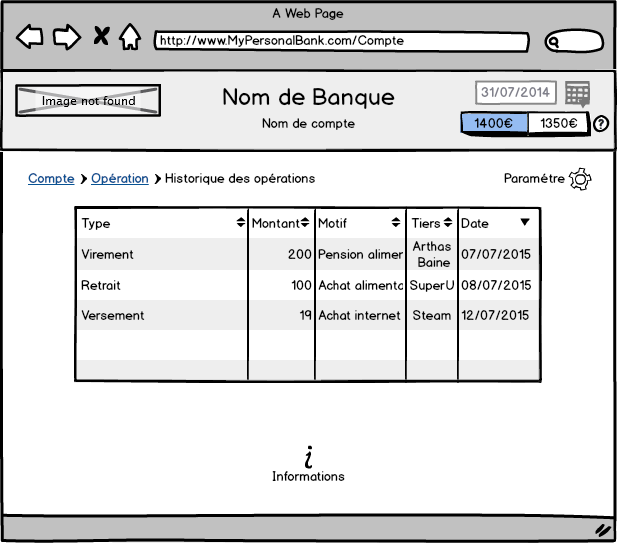 A Web Page
http://www.MyPersonalBank.com/Compte
Image not found
Nom de Banque
Nom de compte
31/07/2014
1400€ 1350€ ?
Compte Opération Historique des opérations
Paramétre
Type Montant Motif Tiers Date
Virement 200 Pension alimer Arthas Baine 07/07/2015
Retrait 100 Achat alimenta SuperU 08/07/2015
Versement 19 Achat internet Steam 12/07/2015
i
Informations